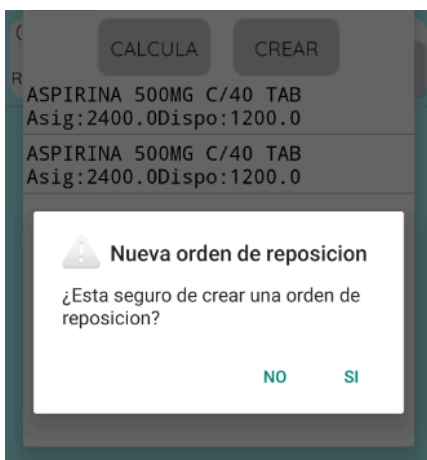 C
CALCULA CREAR
R
ASPIRINA 500MG C/40 TAB
Asig:2400.0Dispo:1200.0
ASPIRINA 500MG C/40 TAB
Asig:2400.0Dispo:1200.0
Nueva orden de reposicion
¿Esta seguro de crear una orden de
reposicion?
NO SI